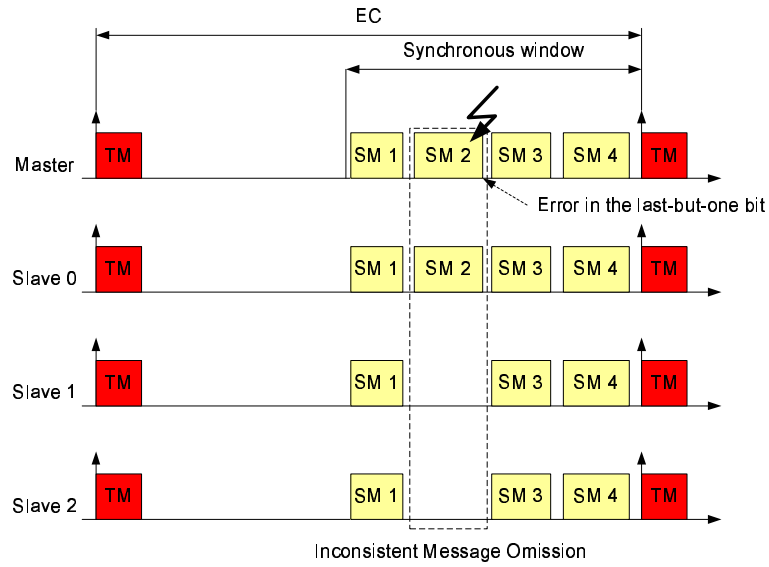 EC
Synchronous window
Master
TM
SM 1
SM 2
SM 3
SM 4
TM
Error in the last-but-one bit
Slave 0
TM
SM 1
SM 2
SM 3
SM 4
TM
Slave 1
TM
SM 1
SM 3
SM 4
TM
Slave 2
TM
SM 1
SM 3
SM 4
TM
Inconsistent Message Omission